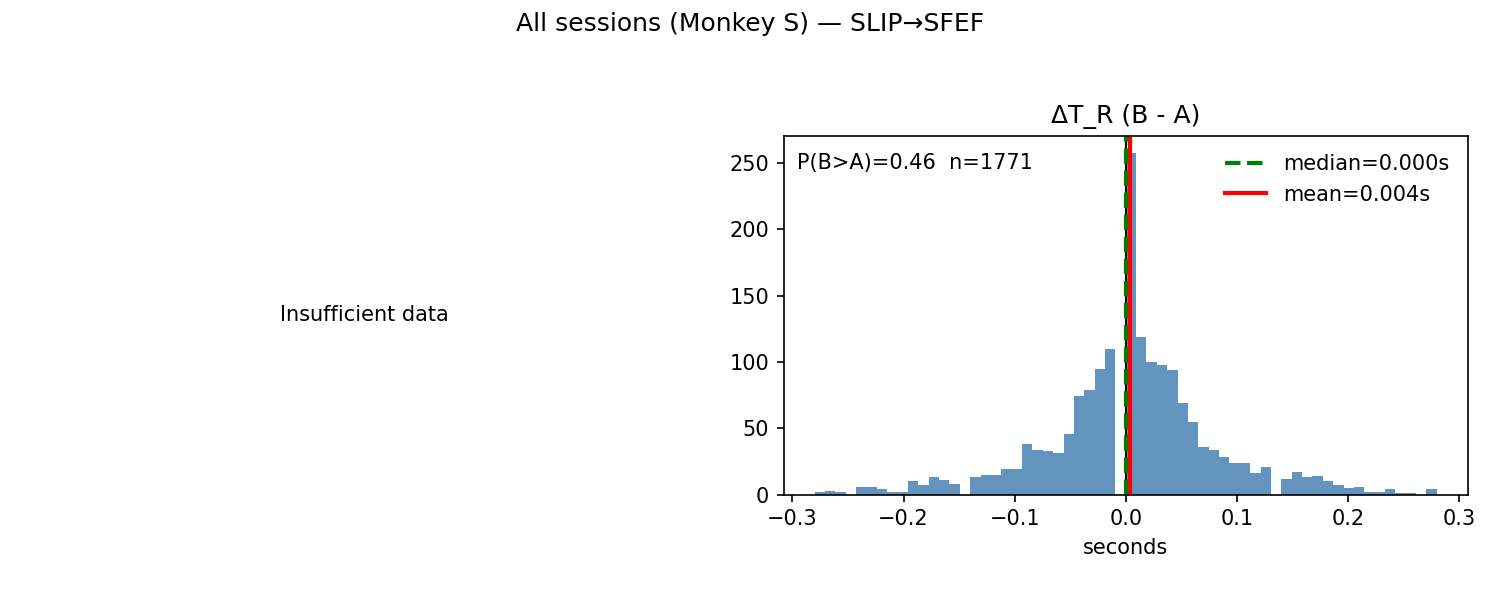 All sessions (Monkey S) — SLIP→SFEF
Insufficient data
ΔT_R (B - A)
P(B>A)=0.46 n=1771
median=0.000s
mean=0.004s
250
200
150
100
50
0
−0.3 −0.2 −0.1 0.0 0.1 0.2 0.3
seconds